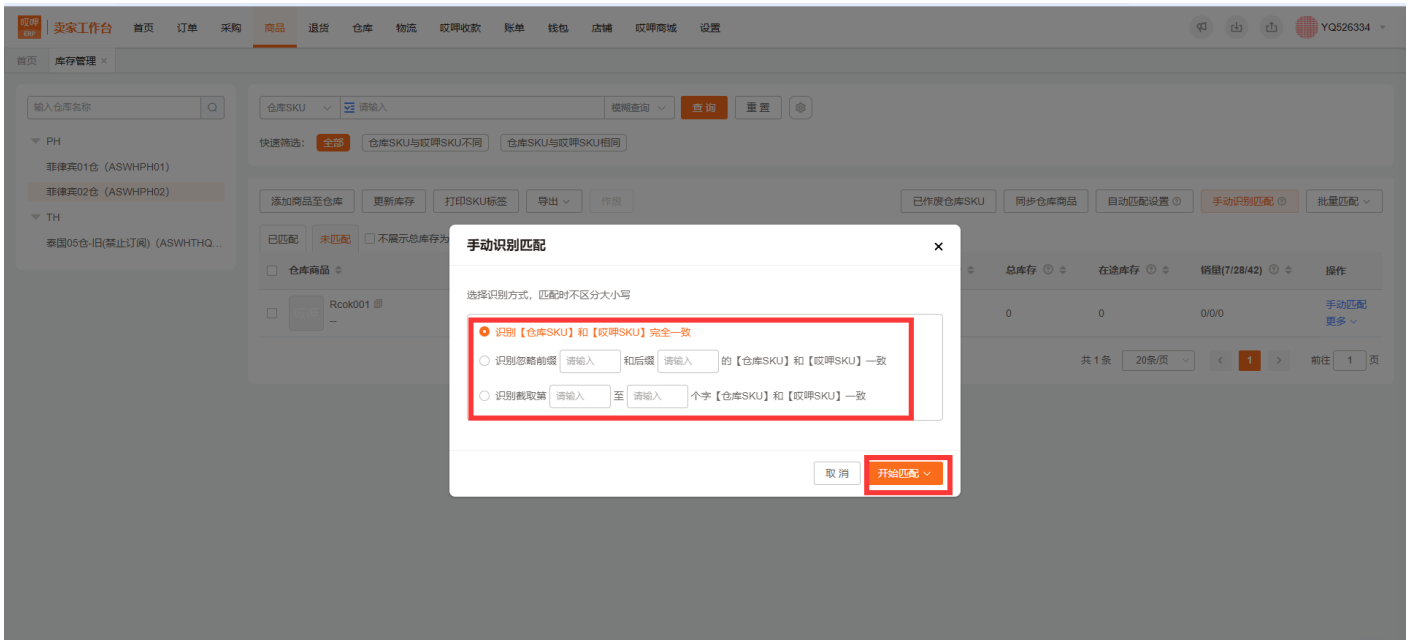 哎呷
ERP 卖家工作台 首页 订单 采购 商品 退货 仓库 物流 哎呷收款 账单 钱包 店铺 哎呷商城 设置 YQ526334
首页 库存管理 ×
输入仓库名称
PH
菲律宾01仓（ASWHPH01）
菲律宾02仓（ASWHPH02）
TH
泰国05仓-旧(禁止订阅)（ASWHTHQ...
仓库SKU 请输入 模糊查询 查询 重置
快速筛选： 全部 仓库SKU与哎呷SKU不同 仓库SKU与哎呷SKU相同
添加商品至仓库 更新库存 打印SKU标签 导出 作废 已作废仓库SKU 同步仓库商品 自动匹配设置 手动识别匹配 批量匹配
已匹配 未匹配 不展示总库存为
仓库商品 总库存 在途库存 销量(7/28/42) 操作
Rcok001 0 0 0/0/0 手动匹配
-- 更多
共 1 条 20条/页 < 1 > 前往 1 页
手动识别匹配 ×
选择识别方式，匹配时不区分大小写
识别【仓库SKU】和【哎呷SKU】完全一致
识别忽略前缀 请输入 和后缀 请输入 的【仓库SKU】和【哎呷SKU】一致
识别截取第 请输入 至 请输入 个字【仓库SKU】和【哎呷SKU】一致
取消 开始匹配